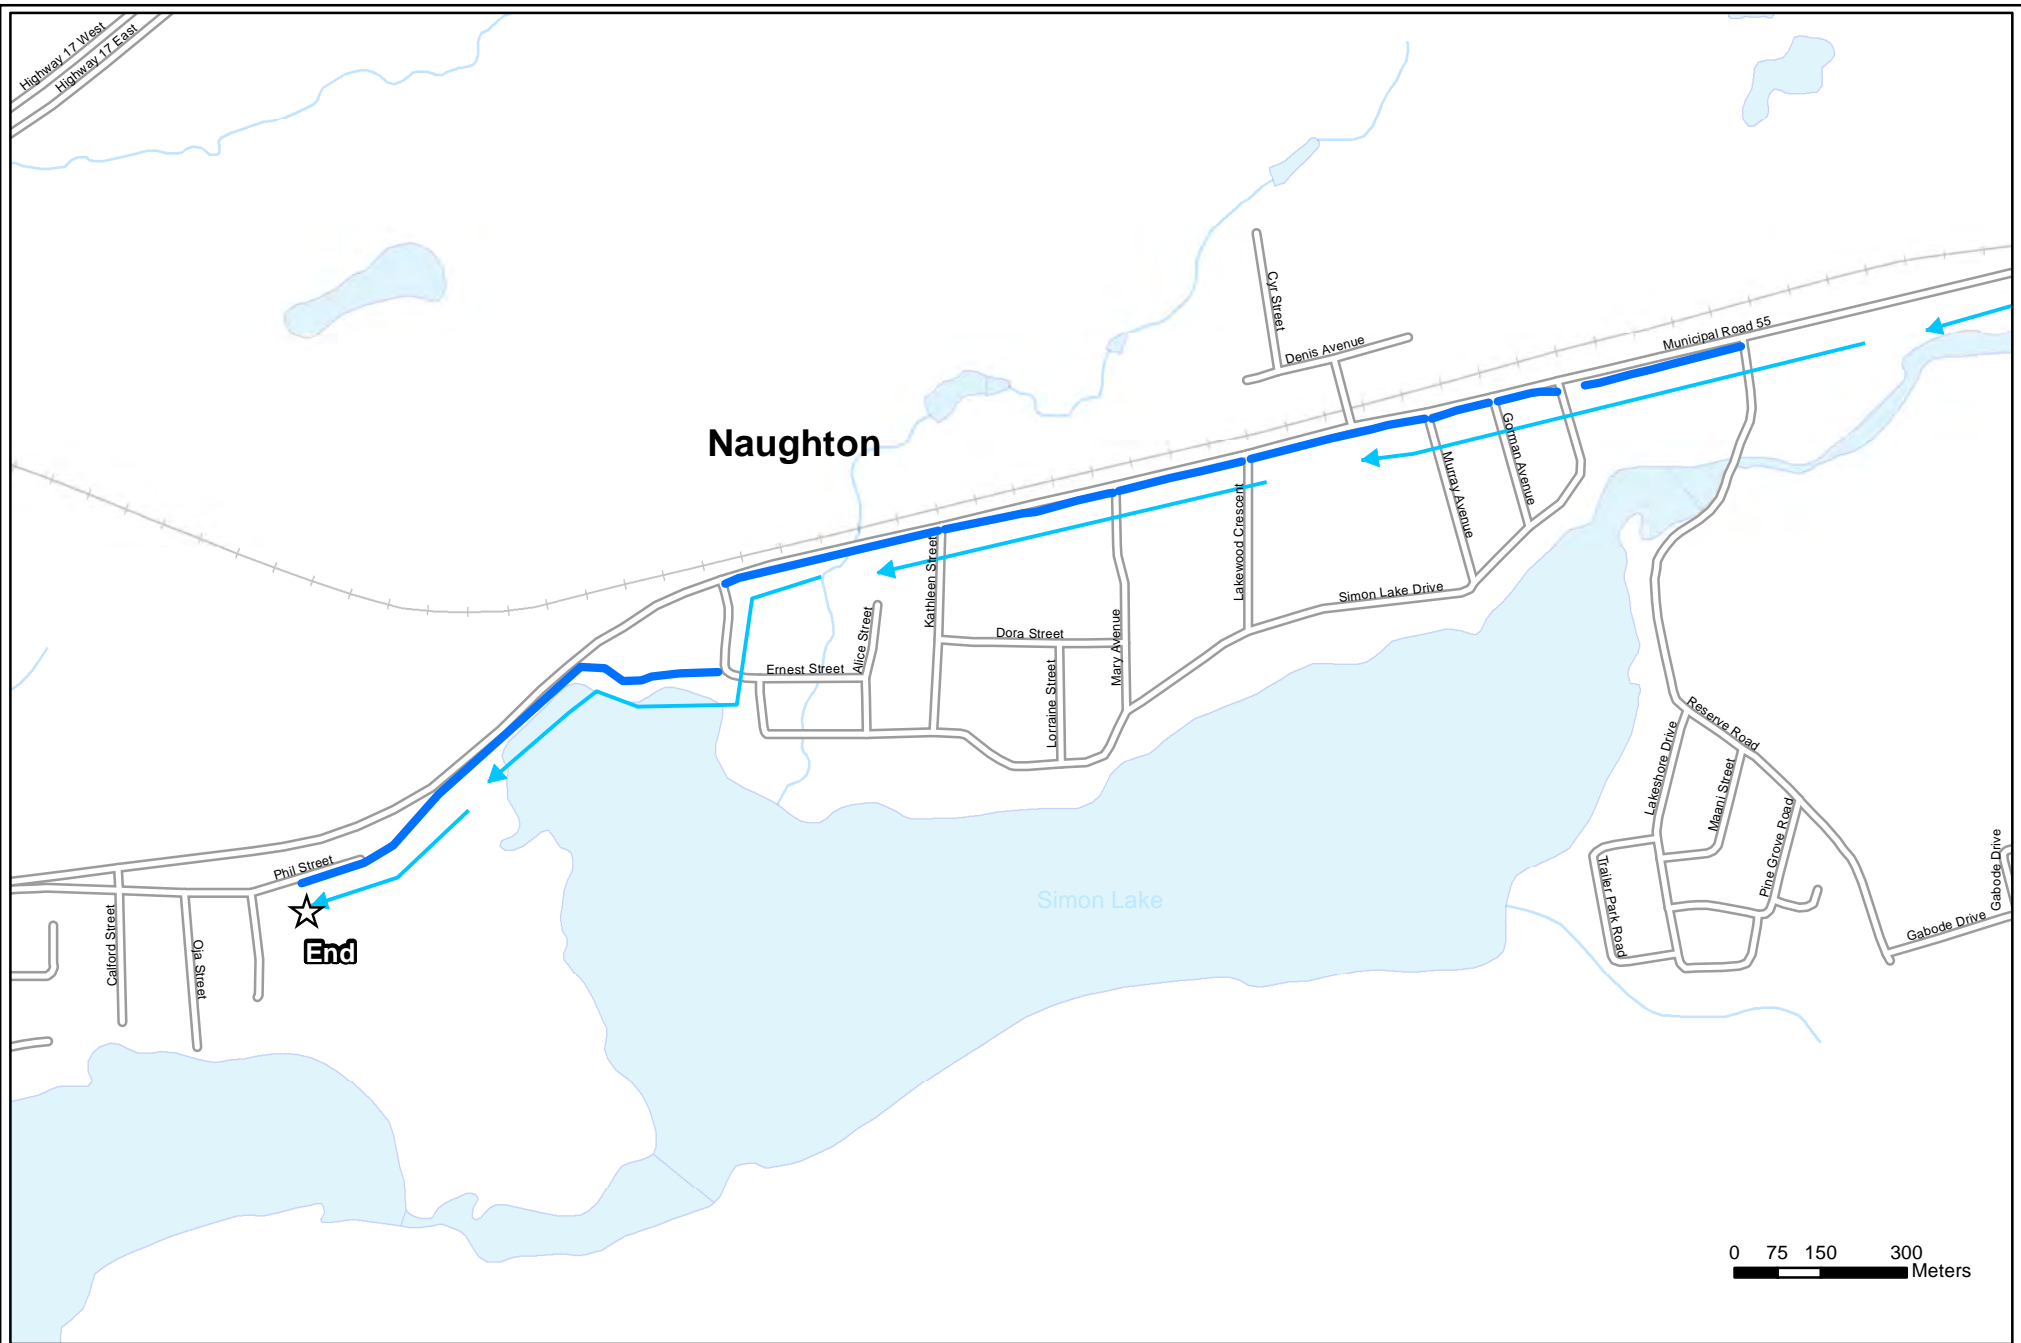 Highway 17 West
Highway 17 East
Cyr Street
Denis Avenue
Municipal Road 55
Naughton
Gorman Avenue
Murray Avenue
Lakewood Crescent
Kathleen Street
Simon Lake Drive
Alice Street
Dora Street
Mary Avenue
Ernest Street
Lorraine Street
Reserve Road
Lakeshore Drive
Maani Street
Pine Grove Road
Trailer Park Road
Gabode Drive
Gabode Drive
Phil Street
Simon Lake
Calford Street
Oja Street
End
0 75 150 300
Meters